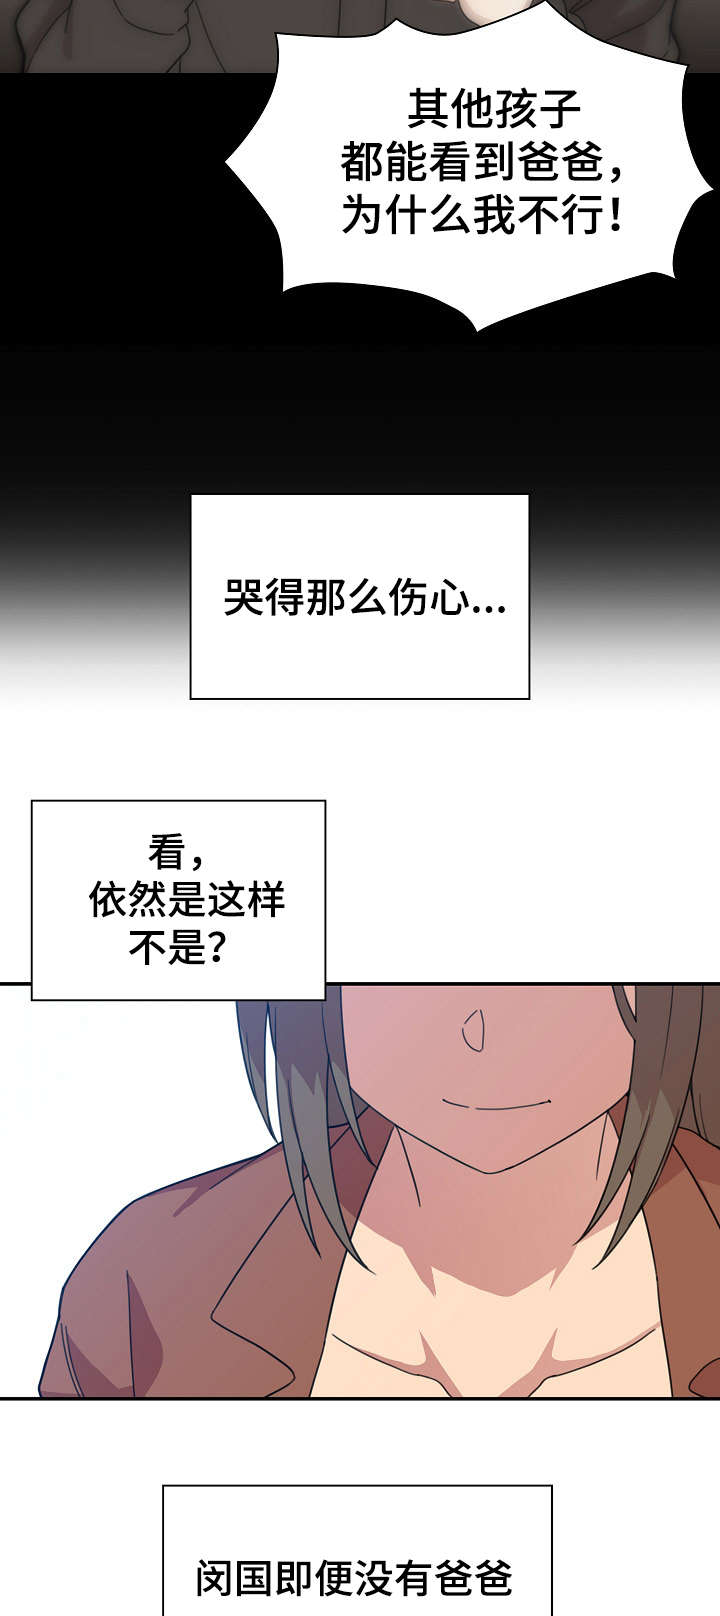 其他孩子
都能看到爸爸，
为什么我不行！
哭得那么伤心...
看，
依然是这样
不是？
闵国即便没有爸爸